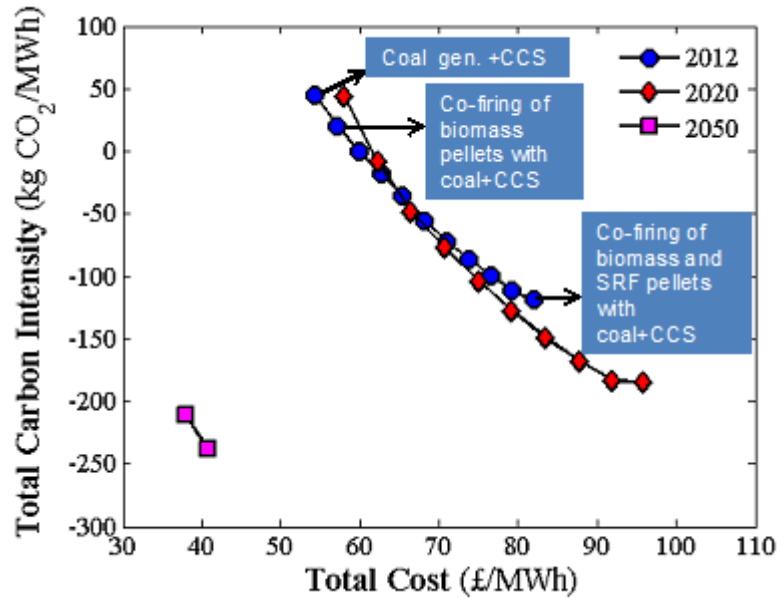 100
50
0
-50
-100
-150
-200
-250
-300
Total Carbon Intensity (kg CO2/MWh)
Coal gen. +CCS
Co-firing of
biomass
pellets with
coal+CCS
Co-firing of
biomass and
SRF pellets
with
coal+CCS
2012
2020
2050
30 40 50 60 70 80 90 100 110
Total Cost (£/MWh)